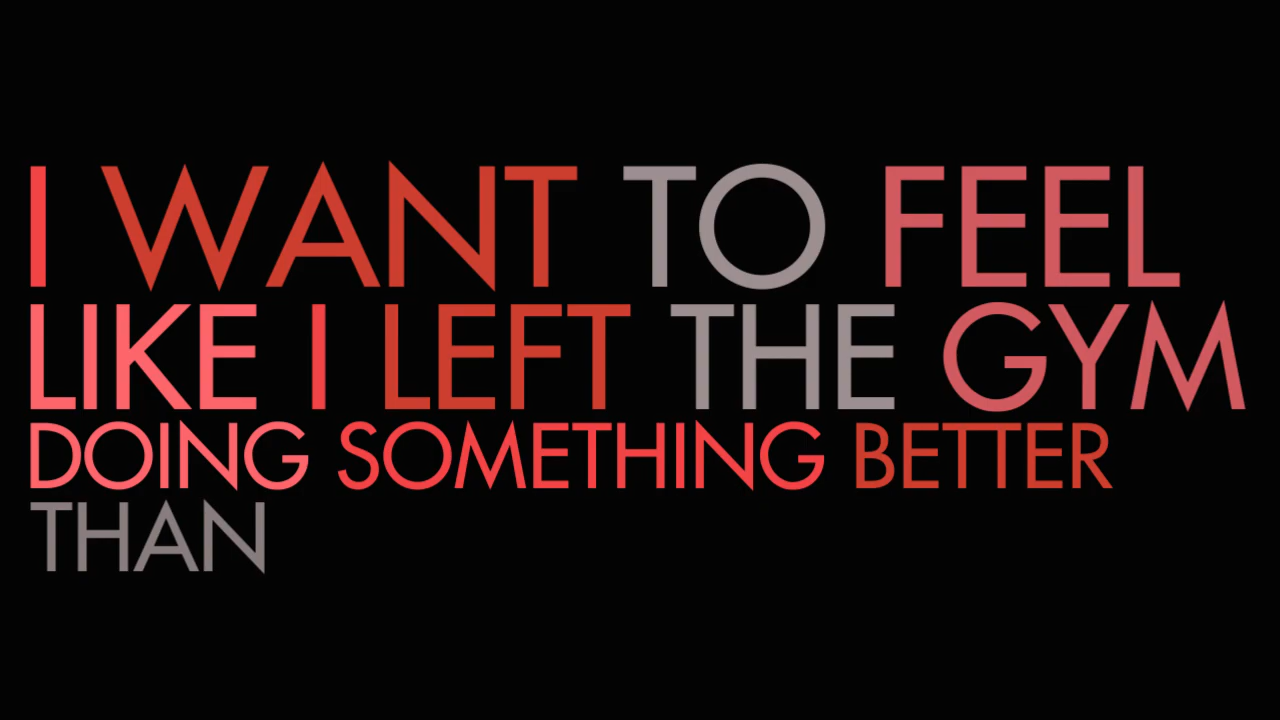 I WANT TO FEEL
LIKE I LEFT THE GYM
DOING SOMETHING BETTER
THAN